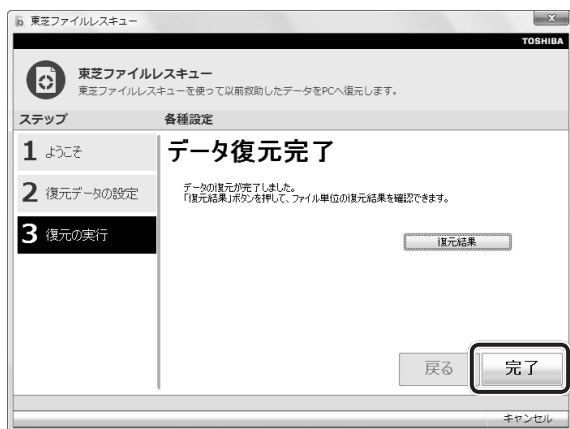 東芝ファイルレスキュー
TOSHIBA
東芝ファイルレスキュー
東芝ファイルレスキューを使って以前救助したデータをPCへ復元します。
ステップ
各種設定
1 ようこそ
2 復元データの設定
3 復元の実行
データ復元完了
データの復元が完了しました。
「復元結果」ボタンを押して、ファイル単位の復元結果を確認できます。
復元結果
戻る
完了
キャンセル